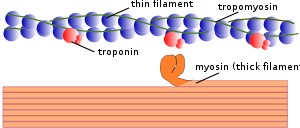 thin filament
tropomyosin
troponin
myosin (thick filament